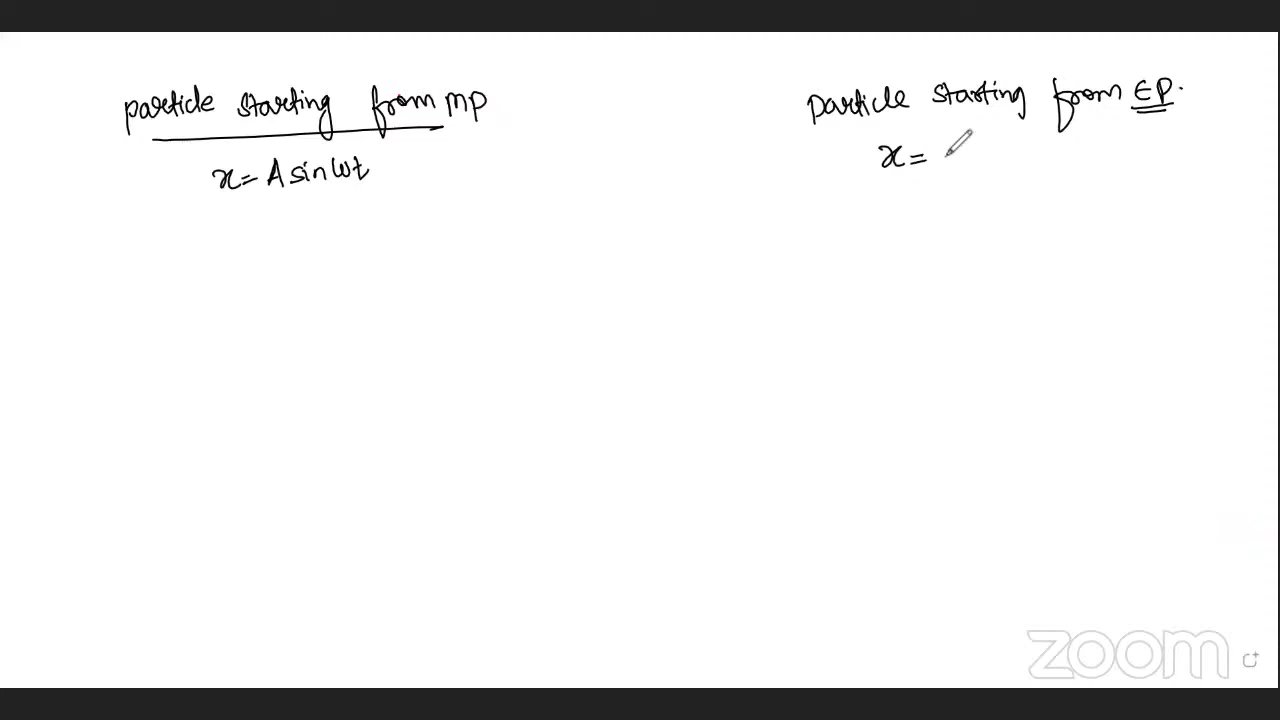 particle starting from MP
x = A sin ωt
particle starting from EP.
x =
zoom